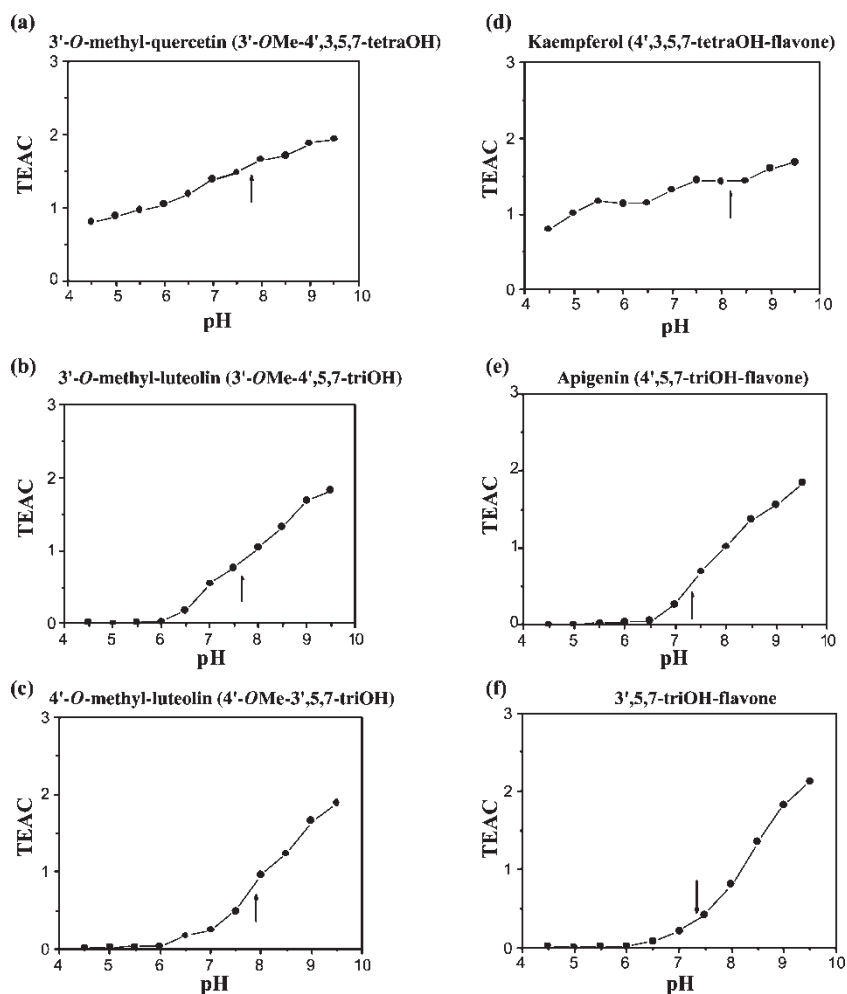 (a)
3'-O-methyl-quercetin (3'-OMe-4',3,5,7-tetraOH)
3
2
1
0
TEAC
4 5 6 7 8 9 10
pH
(b)
3'-O-methyl-luteolin (3'-OMe-4',5,7-triOH)
3
2
1
0
TEAC
4 5 6 7 8 9 10
pH
(c)
4'-O-methyl-luteolin (4'-OMe-3',5,7-triOH)
3
2
1
0
TEAC
4 5 6 7 8 9 10
pH
(d)
Kaempferol (4',3,5,7-tetraOH-flavone)
3
2
1
0
TEAC
4 5 6 7 8 9 10
pH
(e)
Apigenin (4',5,7-triOH-flavone)
3
2
1
0
TEAC
4 5 6 7 8 9 10
pH
(f)
3',5,7-triOH-flavone
3
2
1
0
TEAC
4 5 6 7 8 9 10
pH